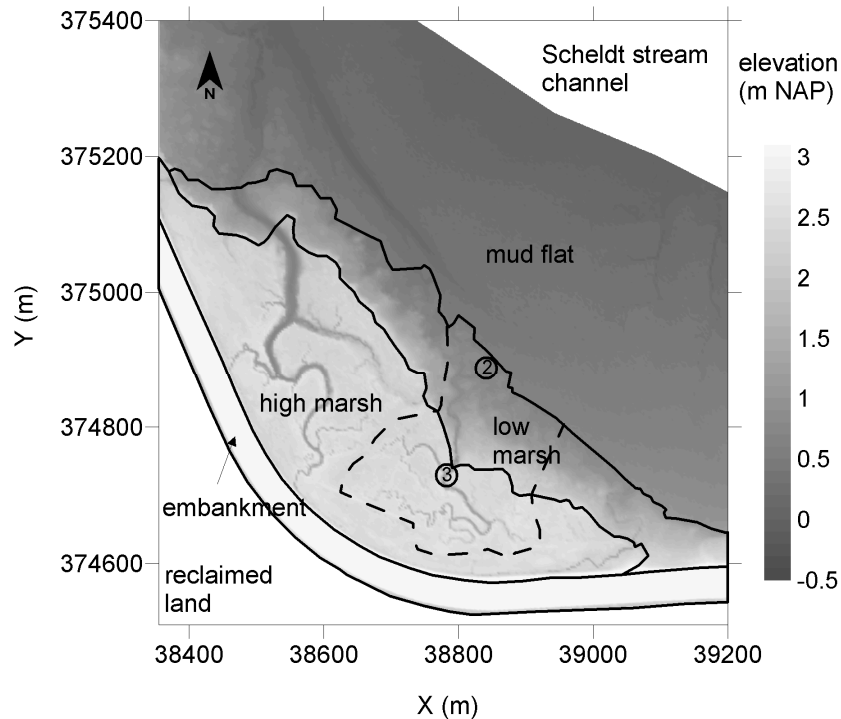 375400
375200
375000
374800
374600
Y (m)
N
Scheldt stream
channel
elevation
(m NAP)
3
2.5
2
1.5
1
0.5
0
-0.5
mud flat
2
high marsh
low
marsh
3
embankment
reclaimed
land
38400
38600
38800
39000
39200
X (m)